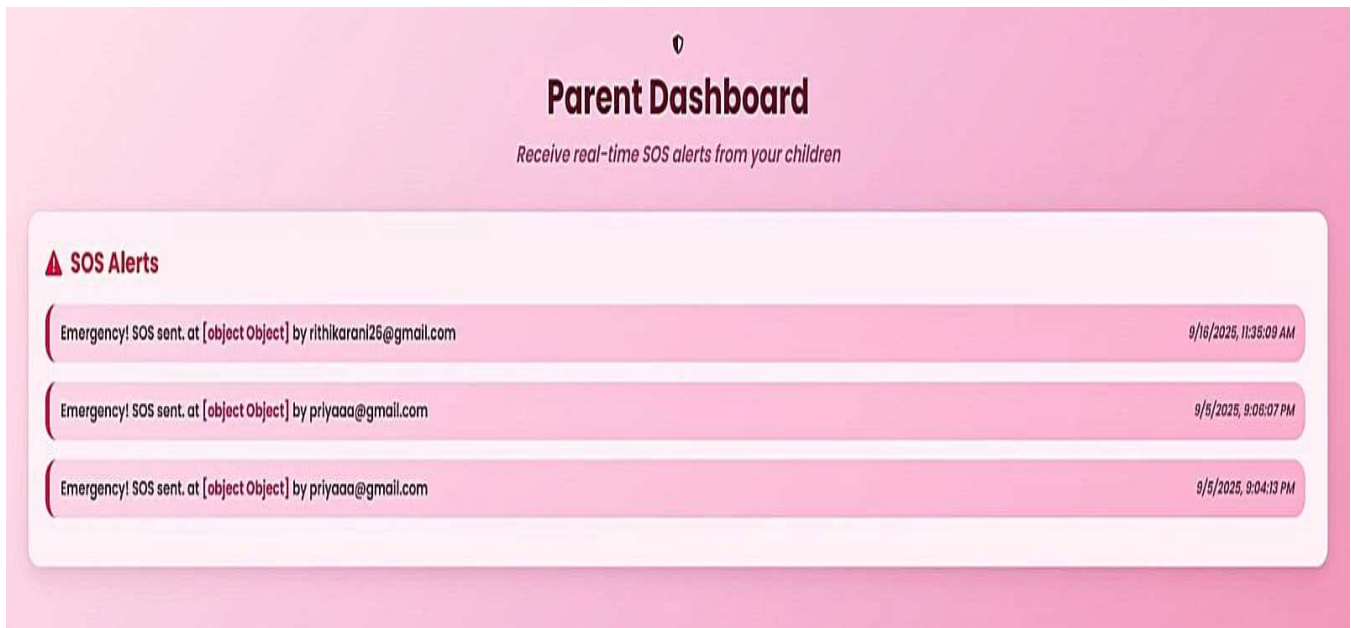 Parent Dashboard
Receive real-time SOS alerts from your children
SOS Alerts
Emergency! SOS sent. at [object Object] by rithikarani26@gmail.com 9/16/2025, 11:35:09 AM
Emergency! SOS sent. at [object Object] by priyaaa@gmail.com 9/5/2025, 9:06:07 PM
Emergency! SOS sent. at [object Object] by priyaaa@gmail.com 9/5/2025, 9:04:13 PM